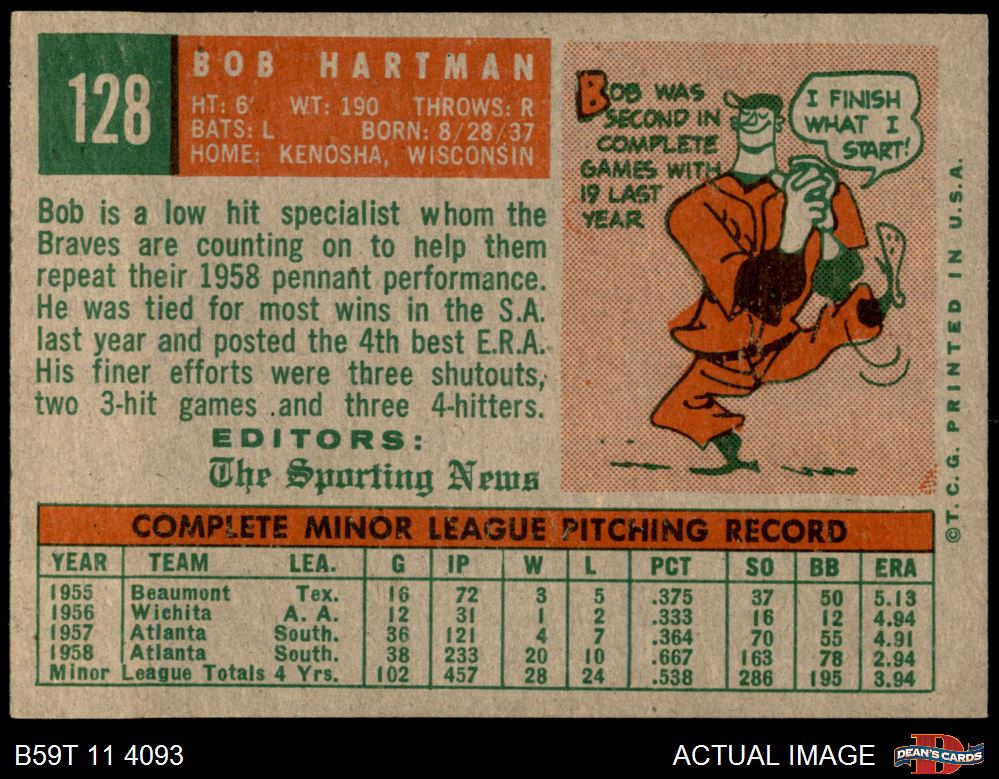 128
BOB HARTMAN
HT: 6' WT: 190 THROWS: R
BATS: L BORN: 8/28/37
HOME: KENOSHA, WISCONSIN
Bob is a low hit specialist whom the
Braves are counting on to help them
repeat their 1958 pennant performance.
He was tied for most wins in the S.A.
last year and posted the 4th best E.R.A.
His finer efforts were three shutouts,
two 3-hit games and three 4-hitters.
EDITORS:
The Sporting News
BOB WAS
SECOND IN
COMPLETE
GAMES WITH
19 LAST
YEAR
I FINISH
WHAT I
START!
©T.C.G. PRINTED IN U.S.A.
COMPLETE MINOR LEAGUE PITCHING RECORD
YEAR TEAM LEA. G IP W L PCT SO BB ERA
1955 Beaumont Tex. 16 72 3 5 .375 37 50 5.13
1956 Wichita A. A. 12 31 1 2 .333 16 12 4.94
1957 Atlanta South. 36 121 4 7 .364 70 55 4.91
1958 Atlanta South. 38 233 20 10 .667 163 78 2.94
Minor League Totals 4 Yrs. 102 457 28 24 .538 286 195 3.94
B59T 11 4093
ACTUAL IMAGE
DEAN'S CARDS